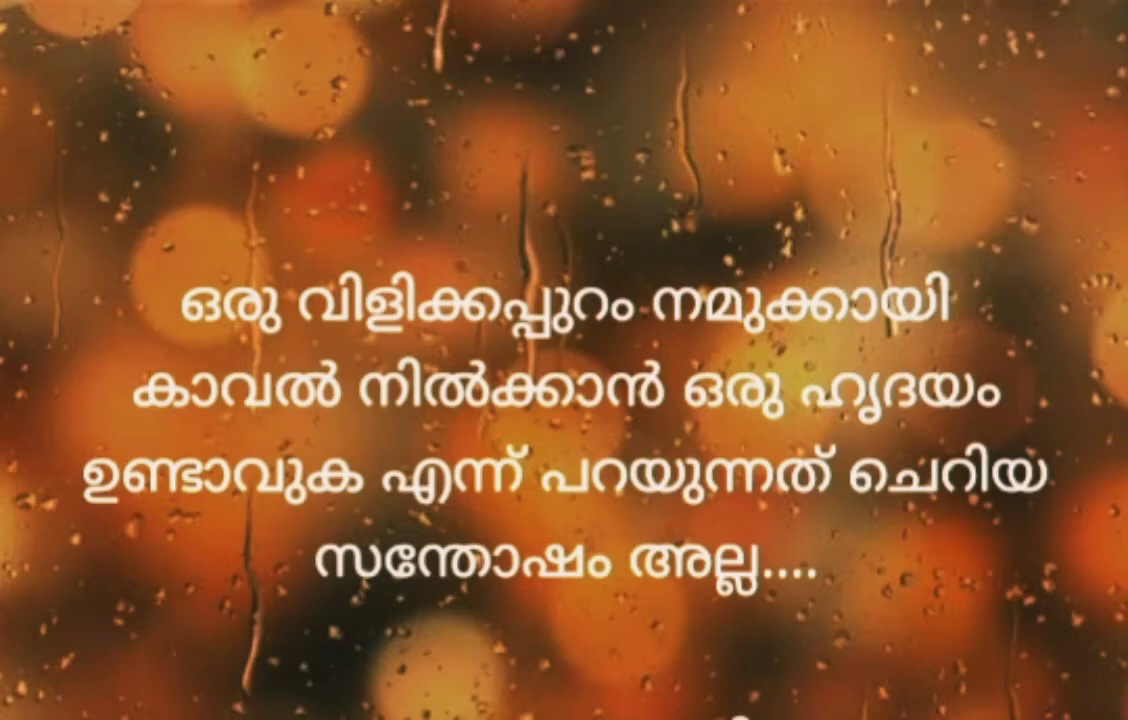 ഒരു വിളിക്കപ്പുറം നമുക്കായി
കാവൽ നിൽക്കാൻ ഒരു ഹൃദയം
ഉണ്ടാവുക എന്ന് പറയുന്നത് ചെറിയ
സന്തോഷം അല്ല....